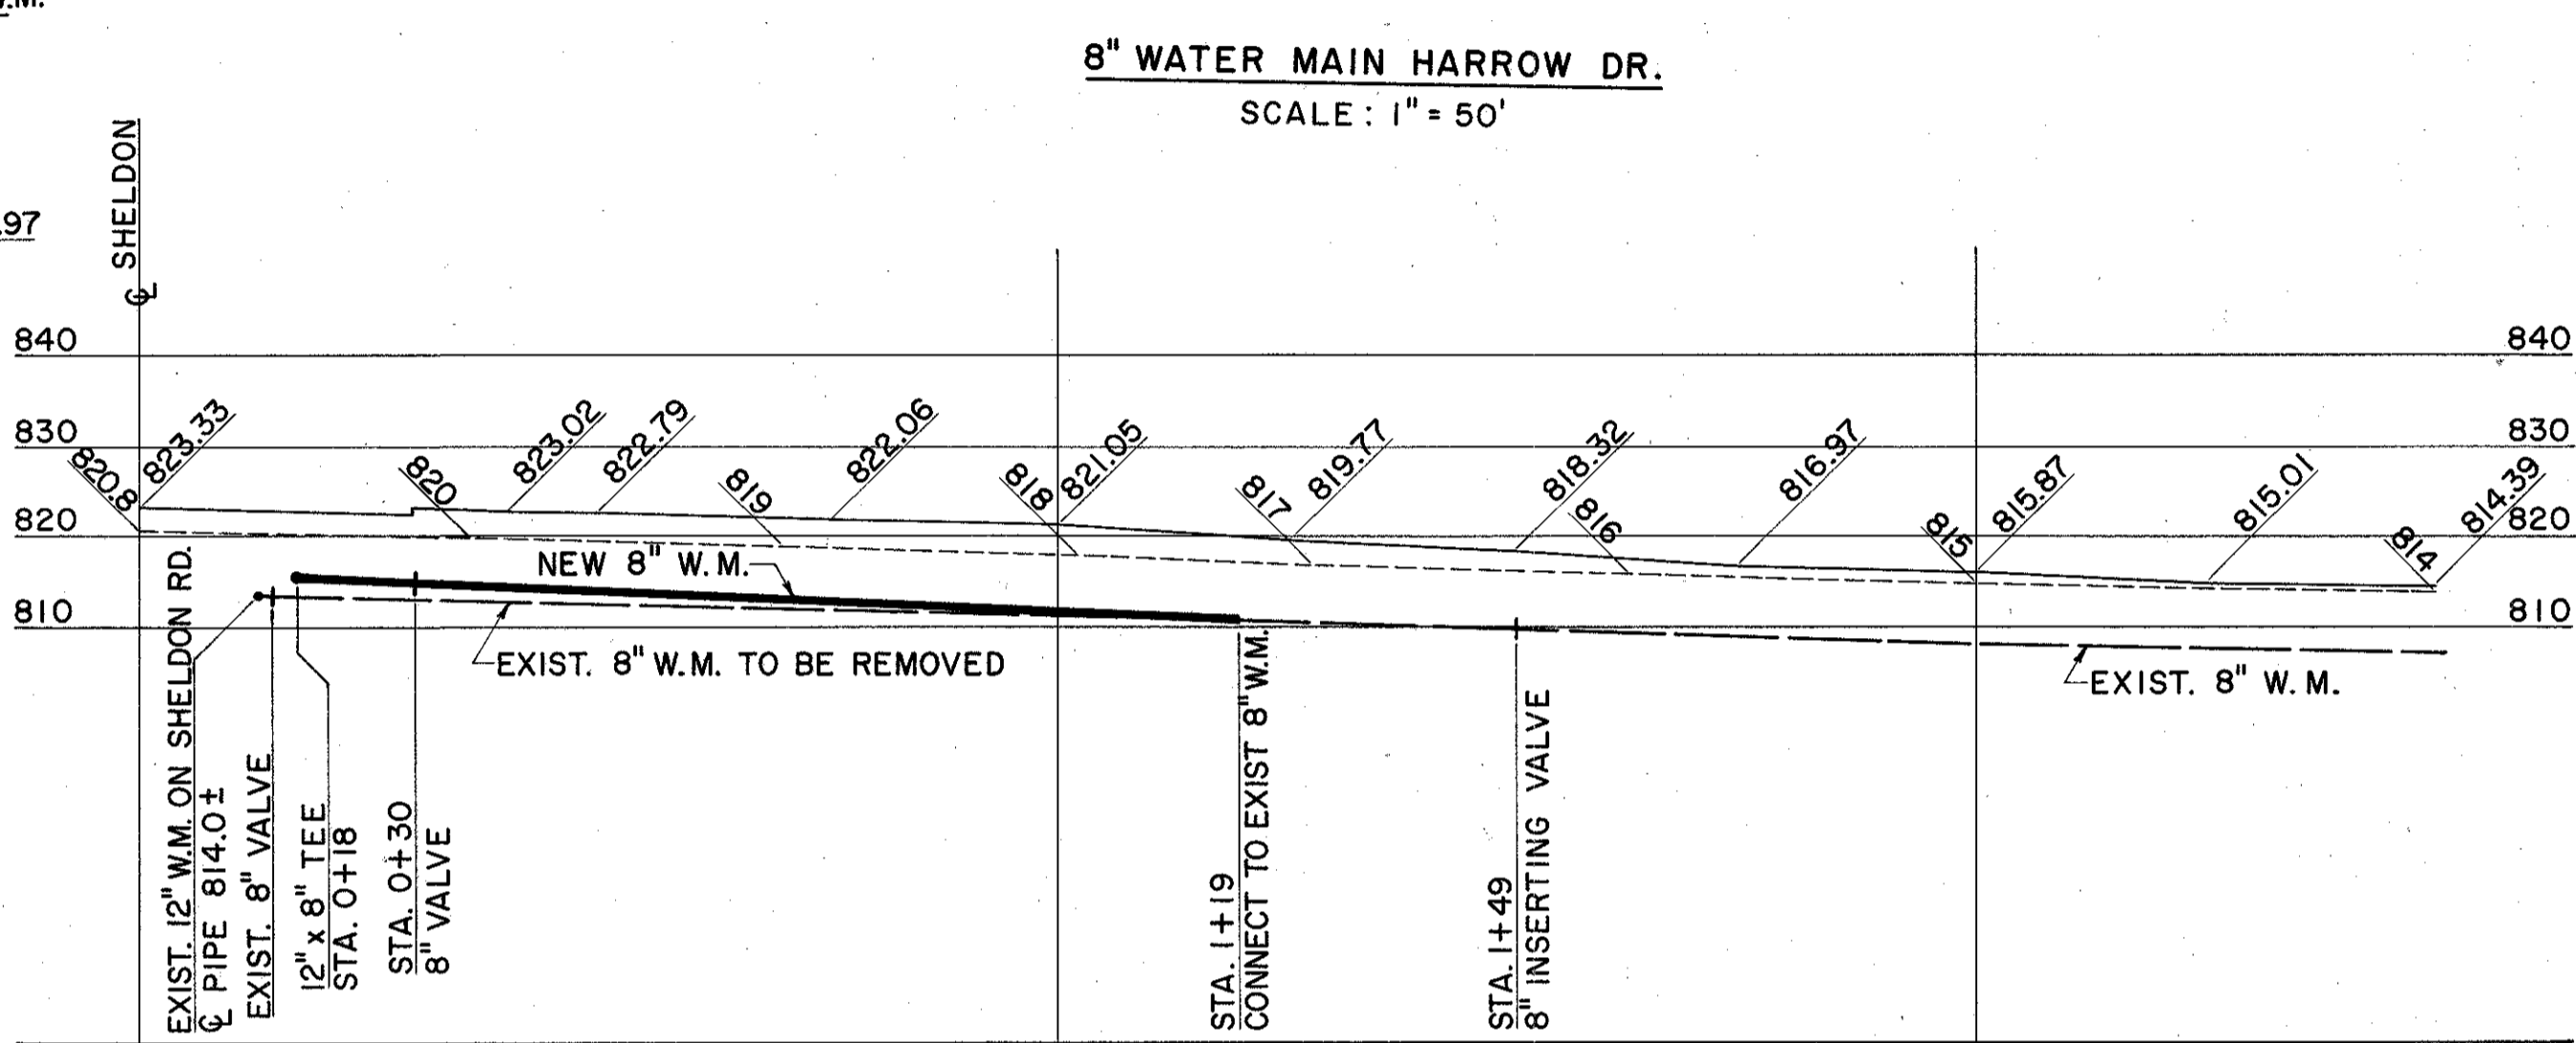 W.M.
8" WATER MAIN HARROW DR.
SCALE: 1" = 50'
SHELDON
.97
℄
840
840
830
830
820.8
823.33
820
823.02
822.79
819
822.06
818
821.05
817
819.77
818.32
816
816.97
815
815.87
815.01
814
814.39
820
820
NEW 8" W.M.
810
810
EXIST. 8" W.M. TO BE REMOVED
EXIST. 8" W.M.
EXIST. 12" W.M. ON SHELDON RD.
℄ PIPE 814.0±
EXIST. 8" VALVE
12" x 8" TEE
STA. 0+18
STA. 0+30
8" VALVE
STA. 1+19
CONNECT TO EXIST 8" W.M.
STA. 1+49
8" INSERTING VALVE